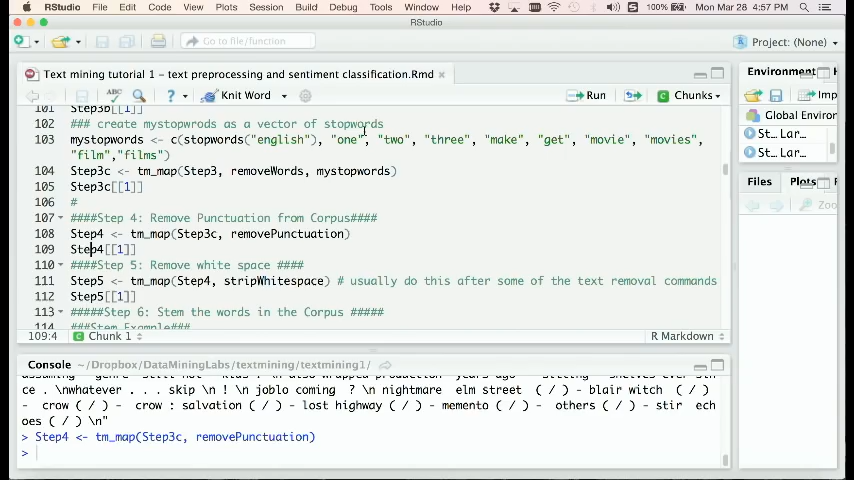 RStudio File Edit Code View Plots Session Build Debug Tools Window Help 100% Mon Mar 28 4:57 PM
RStudio
Go to file/function
Project: (None)
Text mining tutorial 1 - text preprocessing and sentiment classification.Rmd
ABC Knit Word Run Chunks
101 Step3b[[1]]
102 ### create mystopwrods as a vector of stopwords
103 mystopwords <- c(stopwords("english"), "one", "two", "three", "make", "get", "movie", "movies",
"film","films")
104 Step3c <- tm_map(Step3, removeWords, mystopwords)
105 Step3c[[1]]
106 #
107 ####Step 4: Remove Punctuation from Corpus####
108 Step4 <- tm_map(Step3c, removePunctuation)
109 Step4[[1]]
110 ####Step 5: Remove white space ####
111 Step5 <- tm_map(Step4, stripWhitespace) # usually do this after some of the text removal commands
112 Step5[[1]]
113 #####Step 6: Stem the words in the Corpus #####
114 ###Stem Example###
109:4 Chunk 1 R Markdown
Console ~/Dropbox/DataMiningLabs/textmining/textmining1/
assuming - genre
ce . \nwhatever . . . skip \n ! \n joblo coming ? \n nightmare elm street ( / ) - blair witch ( / )
- crow ( / ) - crow : salvation ( / ) - lost highway ( / ) - memento ( / ) - others ( / ) - stir ech
oes ( / ) \n"
> Step4 <- tm_map(Step3c, removePunctuation)
>
Environment
Imp
Global Environ
St... Lar...
St... Lar...
Files Plots
Zoom